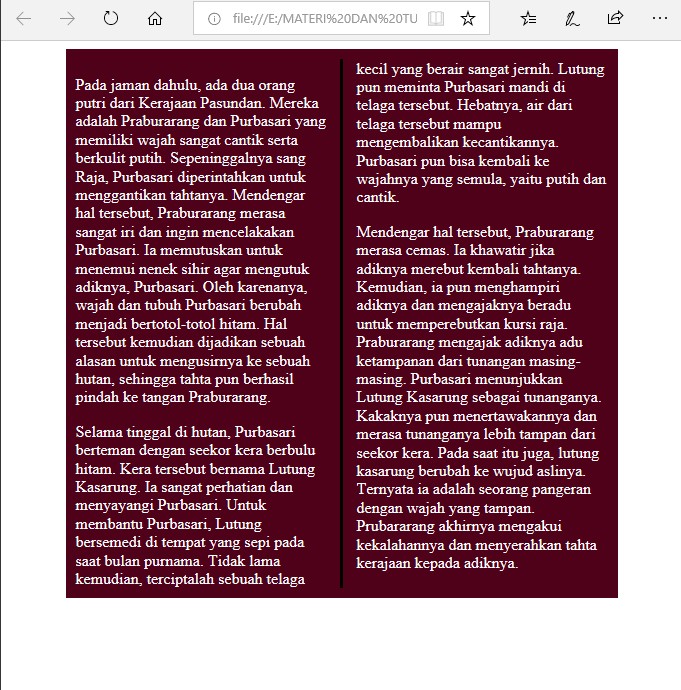 file:///E:/MATERI%20DAN%20TU
Pada jaman dahulu, ada dua orang
putri dari Kerajaan Pasundan. Mereka
adalah Praburarang dan Purbasari yang
memiliki wajah sangat cantik serta
berkulit putih. Sepeninggalnya sang
Raja, Purbasari diperintahkan untuk
menggantikan tahtanya. Mendengar
hal tersebut, Praburarang merasa
sangat iri dan ingin mencelakakan
Purbasari. Ia memutuskan untuk
menemui nenek sihir agar mengutuk
adiknya, Purbasari. Oleh karenanya,
wajah dan tubuh Purbasari berubah
menjadi bertotol-totol hitam. Hal
tersebut kemudian dijadikan sebuah
alasan untuk mengusirnya ke sebuah
hutan, sehingga tahta pun berhasil
pindah ke tangan Praburarang.
Selama tinggal di hutan, Purbasari
berteman dengan seekor kera berbulu
hitam. Kera tersebut bernama Lutung
Kasarung. Ia sangat perhatian dan
menyayangi Purbasari. Untuk
membantu Purbasari, Lutung
bersemedi di tempat yang sepi pada
saat bulan purnama. Tidak lama
kemudian, terciptalah sebuah telaga
kecil yang berair sangat jernih. Lutung
pun meminta Purbasari mandi di
telaga tersebut. Hebatnya, air dari
telaga tersebut mampu
mengembalikan kecantikannya.
Purbasari pun bisa kembali ke
wajahnya yang semula, yaitu putih dan
cantik.
Mendengar hal tersebut, Praburarang
merasa cemas. Ia khawatir jika
adiknya merebut kembali tahtanya.
Kemudian, ia pun menghampiri
adiknya dan mengajaknya beradu
untuk memperebutkan kursi raja.
Praburarang mengajak adiknya adu
ketampanan dari tunangan masing-
masing. Purbasari menunjukkan
Lutung Kasarung sebagai tunanganya.
Kakaknya pun menertawakannya dan
merasa tunanganya lebih tampan dari
seekor kera. Pada saat itu juga, lutung
kasarung berubah ke wujud aslinya.
Ternyata ia adalah seorang pangeran
dengan wajah yang tampan.
Prubararang akhirnya mengakui
kekalahannya dan menyerahkan tahta
kerajaan kepada adiknya.